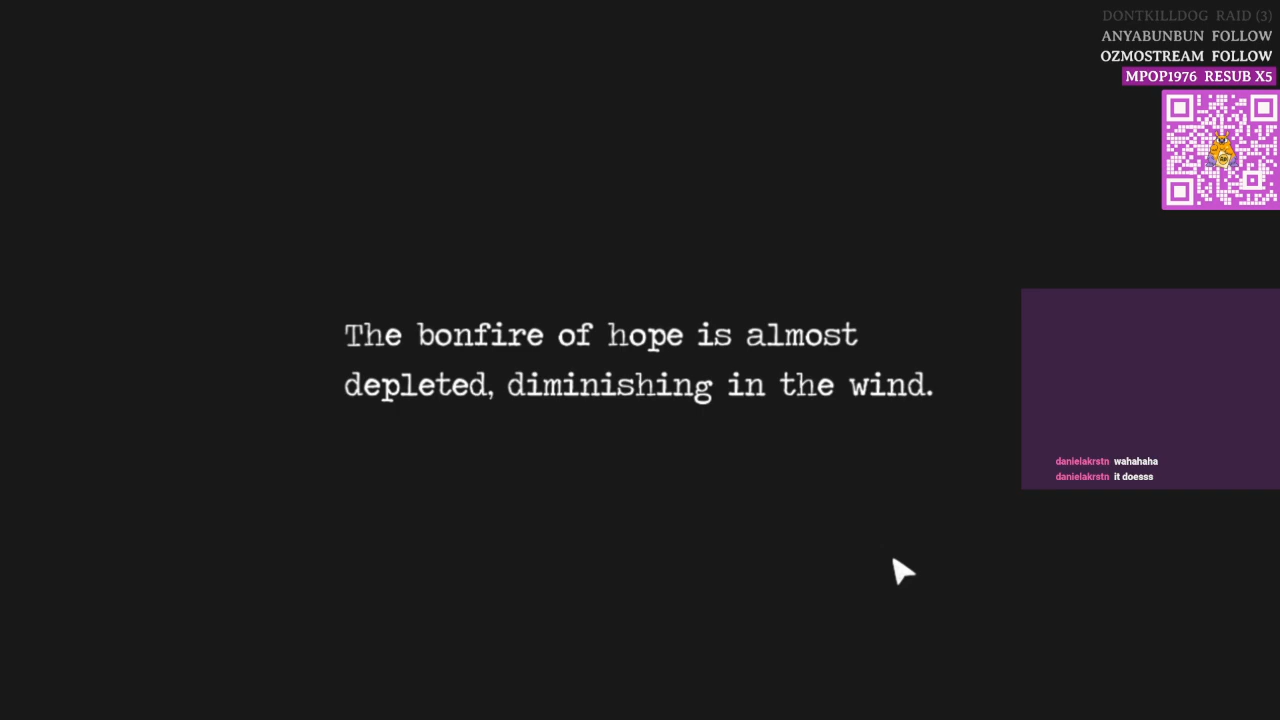 DONTKILLDOG RAID (3)
ANYABUNBUN FOLLOW
OZMOSTREAM FOLLOW
MPOP1976 RESUB X5
The bonfire of hope is almost
depleted, diminishing in the wind.
danielakrstn wahahaha
danielakrstn it doesss